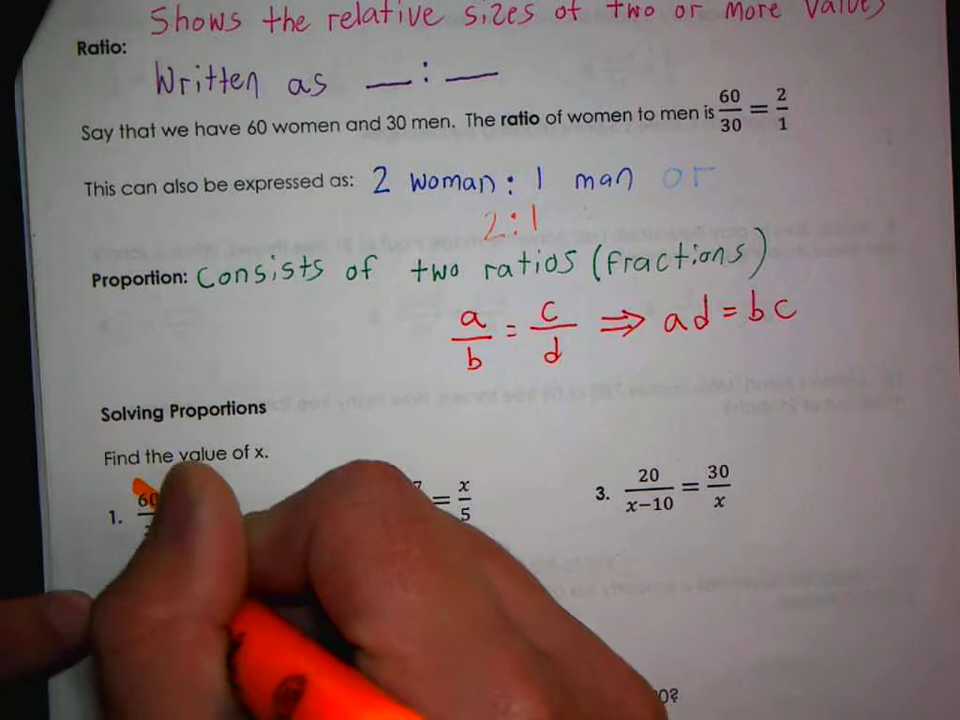 Shows the relative sizes of two or more values
Ratio:
Written as __ : __
Say that we have 60 women and 30 men. The ratio of women to men is 60/30 = 2/1
This can also be expressed as: 2 woman : 1 man or
2:1
Proportion: Consists of two ratios (fractions)
a/b = c/d ⇒ ad = bc
Solving Proportions
Find the value of x.
1. 60 = x/5 3. 20/x−10 = 30/x
0?